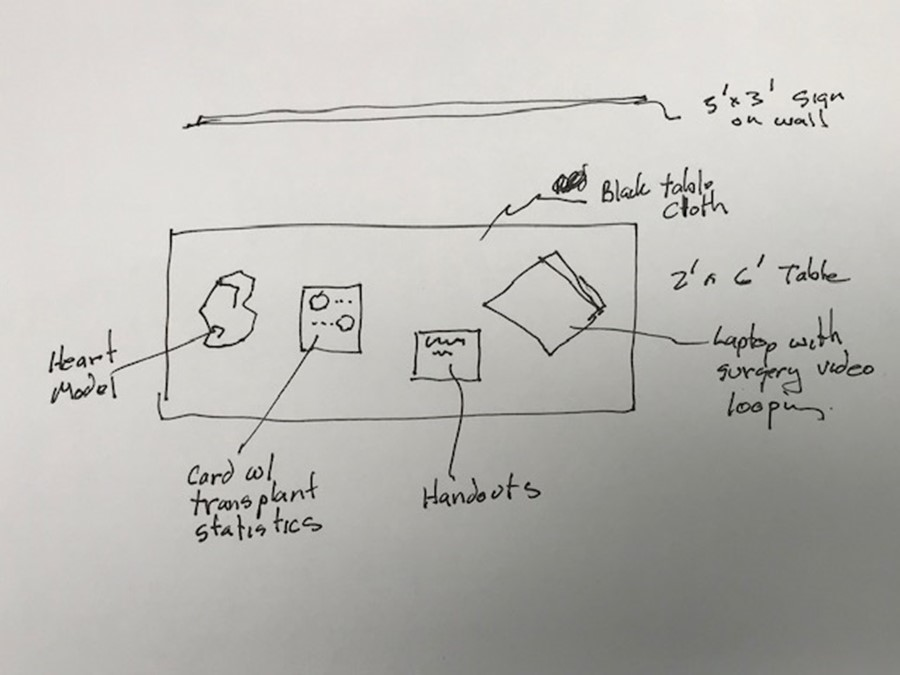 5' x 3' Sign
on wall
Black table
Cloth
2' x 6' Table
Heart
Model
Laptop with
surgery video
looping
Card w/
transplant
statistics
Handouts